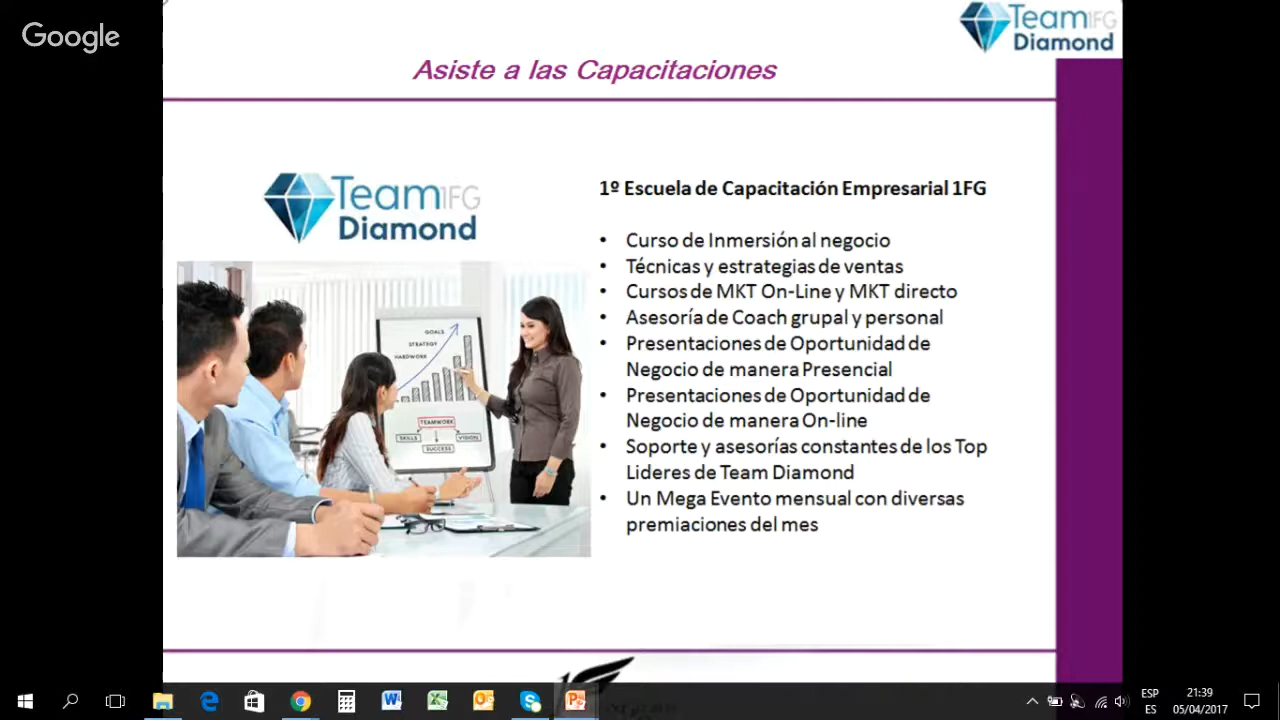 Google
Team 1FG
Diamond
Asiste a las Capacitaciones
Team 1FG
Diamond
1º Escuela de Capacitación Empresarial 1FG
• Curso de Inmersión al negocio
• Técnicas y estrategias de ventas
• Cursos de MKT On-Line y MKT directo
• Asesoría de Coach grupal y personal
• Presentaciones de Oportunidad de
Negocio de manera Presencial
• Presentaciones de Oportunidad de
Negocio de manera On-line
• Soporte y asesorías constantes de los Top
Lideres de Team Diamond
• Un Mega Evento mensual con diversas
premiaciones del mes
GOALS
STRATEGY
HARDWORK
TEAMWORK
SKILLS
VISION
SUCCESS
ESP
ES
21:39
05/04/2017